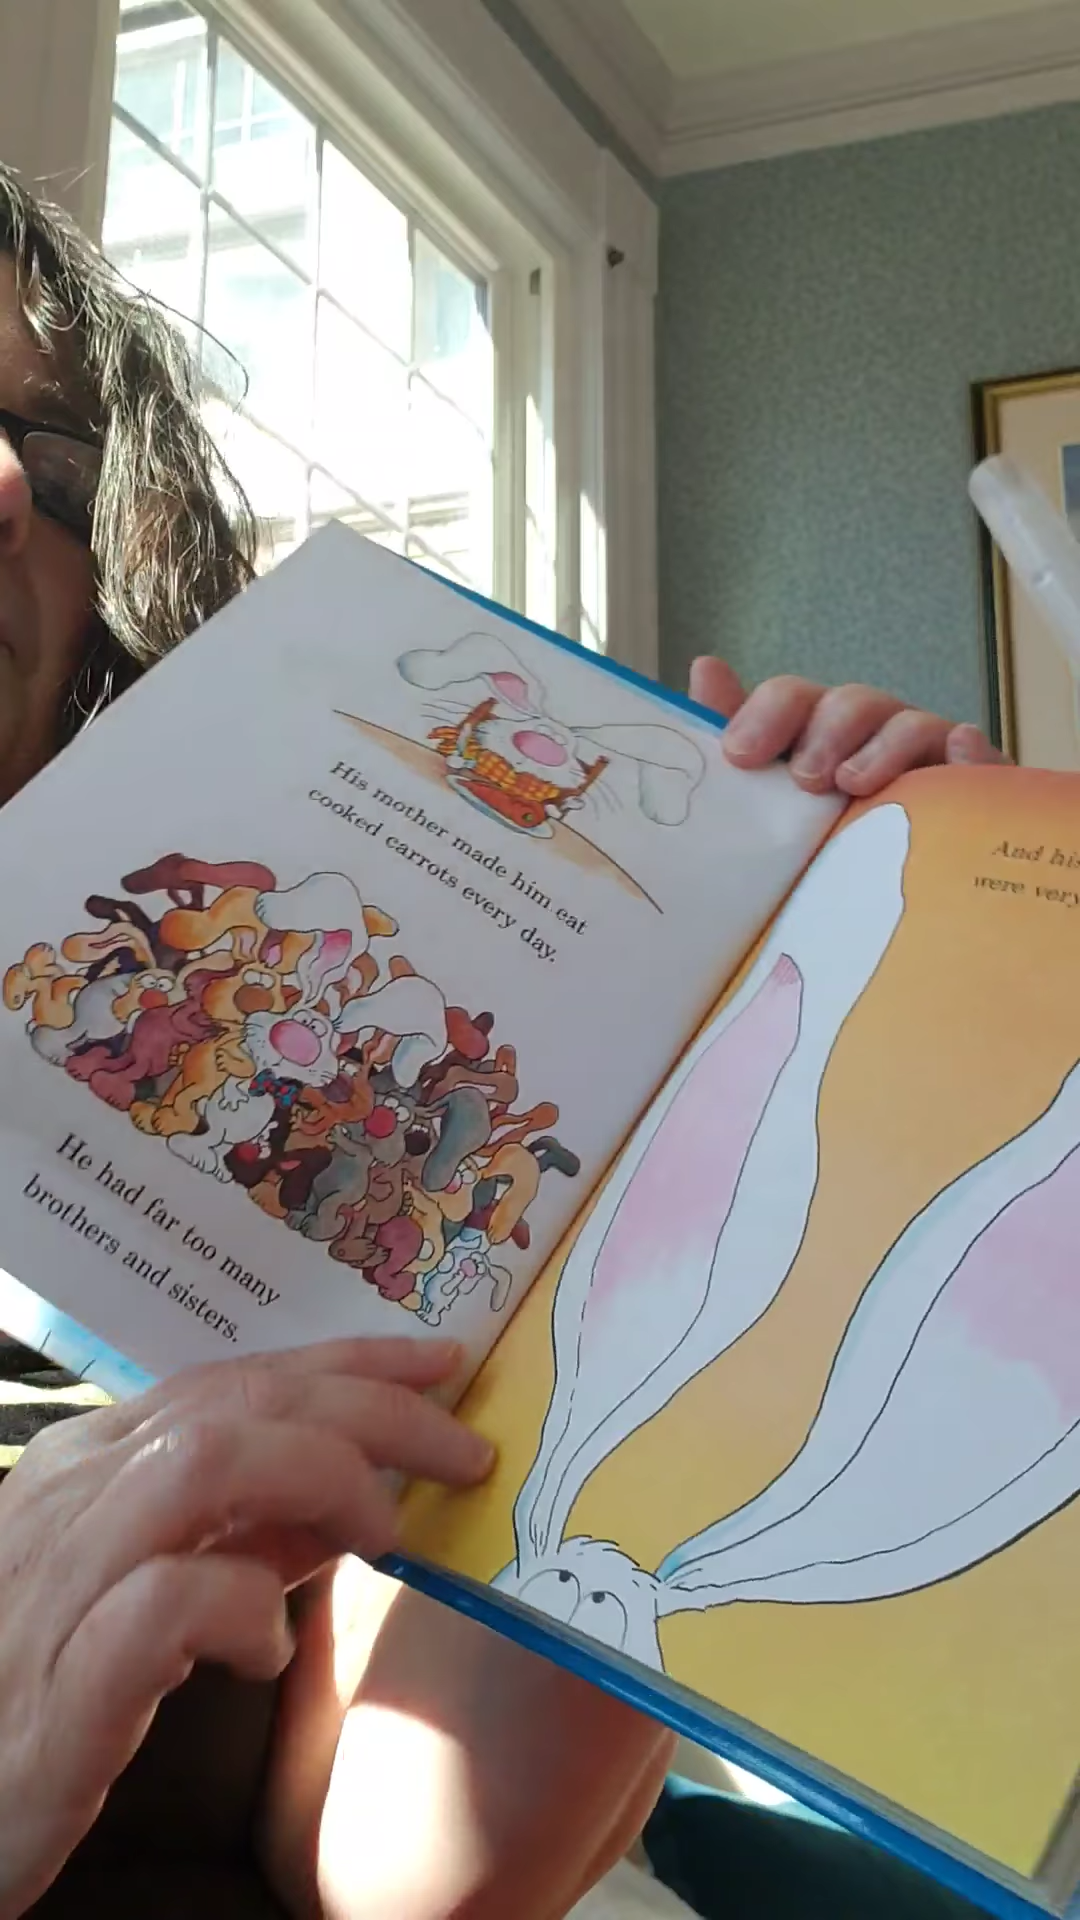 His mother made him eat
cooked carrots every day.
He had far too many
brothers and sisters.
And his
were very